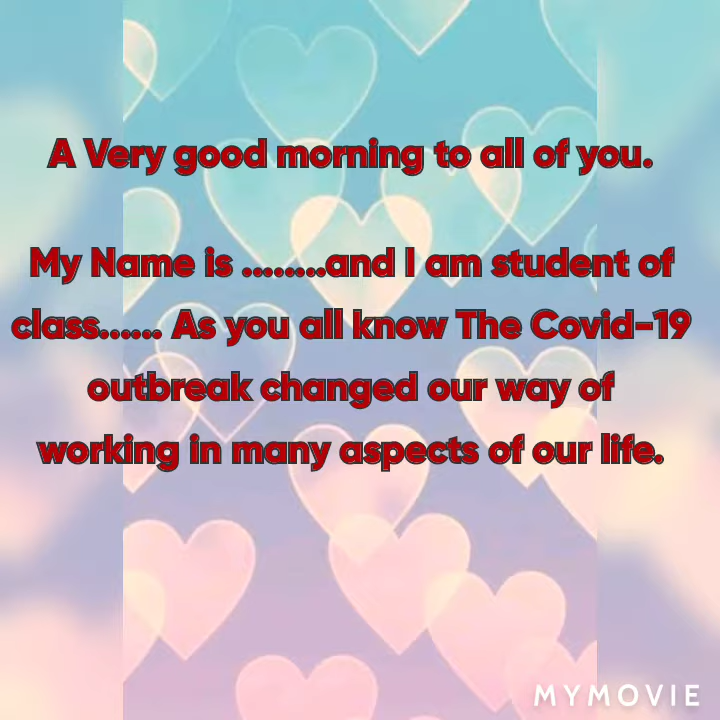 A Very good morning to all of you.
My Name is ........and I am student of
class...... As you all know The Covid-19
outbreak changed our way of
working in many aspects of our life.
MYMOVIE